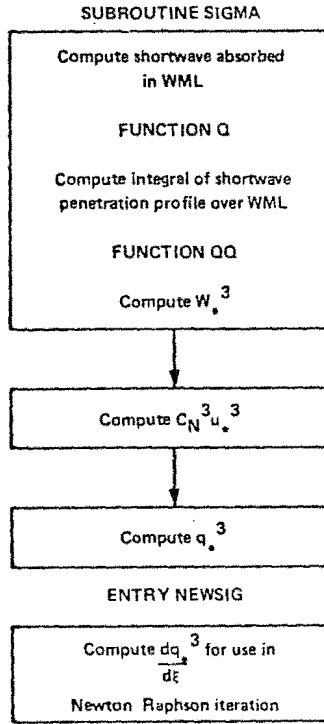 SUBROUTINE SIGMA
Compute shortwave absorbed
in WML
FUNCTION Q
Compute integral of shortwave
penetration profile over WML
FUNCTION QQ
Compute W*³
Compute C_N³u*³
Compute q*³
ENTRY NEWSIG
Compute dq*³/dξ for use in
Newton Raphson iteration